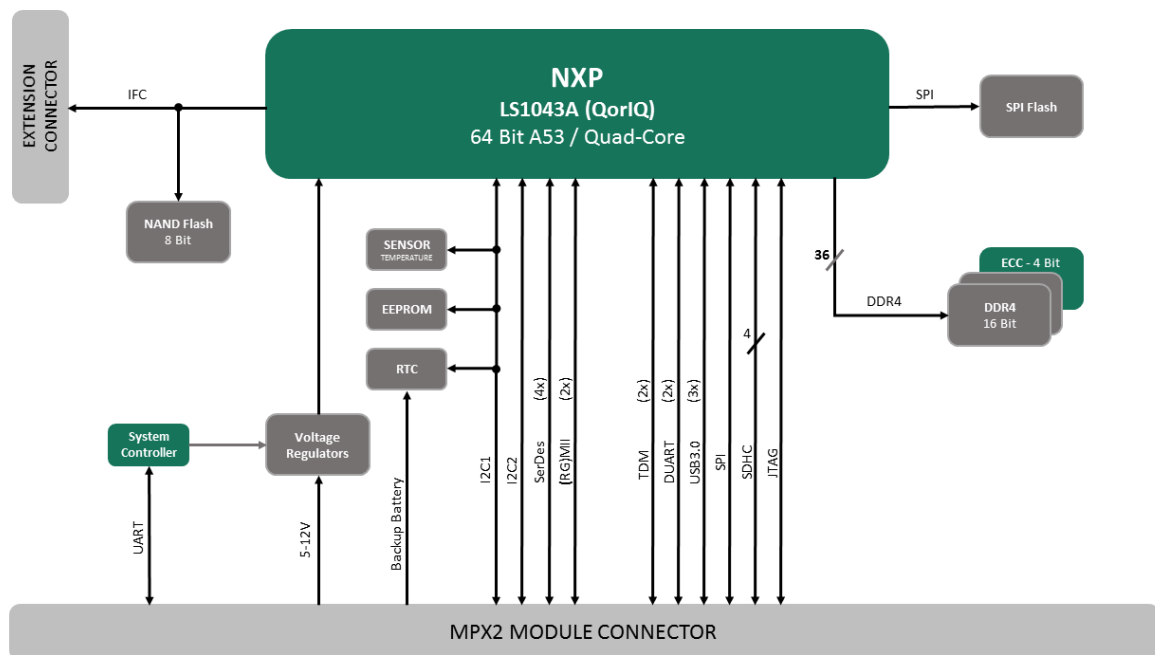 EXTENSION
CONNECTOR
IFC
NXP
LS1043A (QorIQ)
64 Bit A53 / Quad-Core
SPI
SPI Flash
NAND Flash
8 Bit
SENSOR
TEMPERATURE
EEPROM
RTC
36
ECC - 4 Bit
DDR4
DDR4
16 Bit
4
System
Controller
Voltage
Regulators
UART
5-12V
Backup Battery
I2C1
I2C2
SerDes (4x)
(RG)MII (2x)
TDM (2x)
DUART (2x)
USB3.0 (3x)
SPI
SDHC
JTAG
MPX2 MODULE CONNECTOR